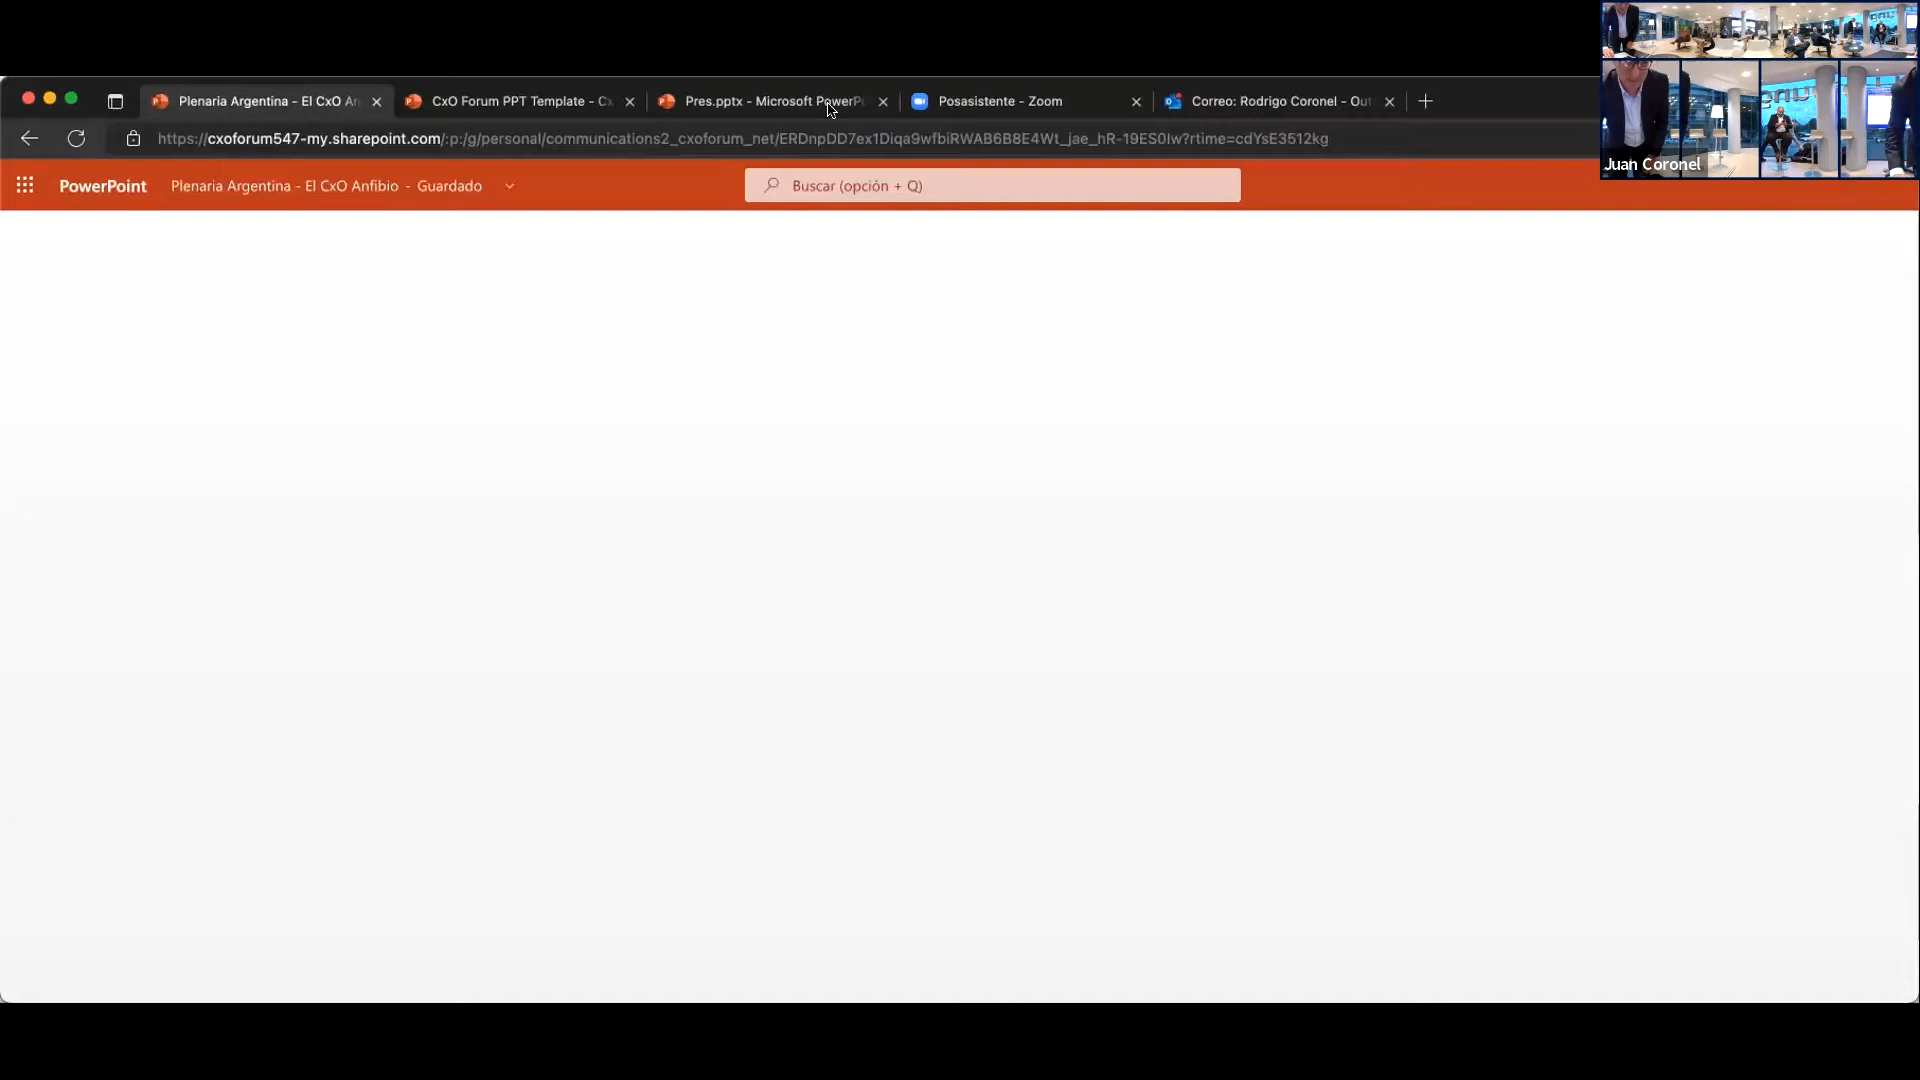 Plenaria Argentina - El CxO An
CxO Forum PPT Template - Cx
Pres.pptx - Microsoft PowerP
Posasistente - Zoom
Correo: Rodrigo Coronel - Out
https://cxoforum547-my.sharepoint.com/:p:/g/personal/communications2_cxoforum_net/ERDnpDD7ex1Diqa9wfbiRWAB6B8E4Wt_jae_hR-19ES0Iw?rtime=cdYsE3512kg
Juan Coronel
PowerPoint
Plenaria Argentina - El CxO Anfibio - Guardado
Buscar (opción + Q)